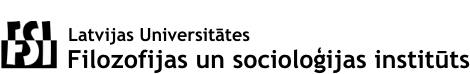 FSI
Latvijas Universitātes
Filozofijas un socioloģijas institūts